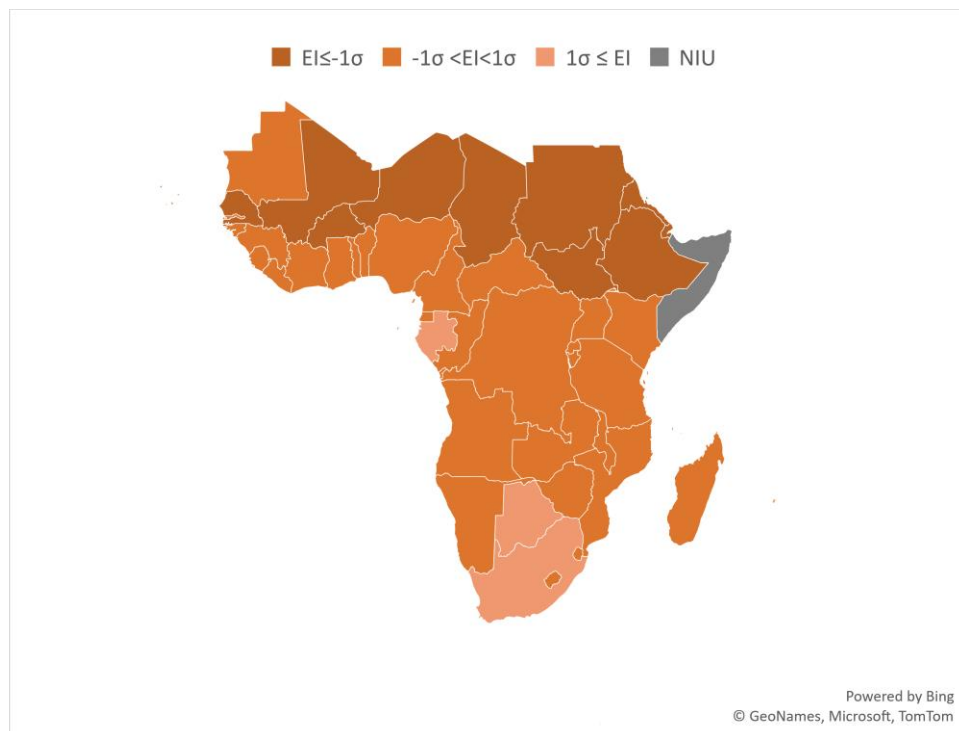 EI≤-1σ -1σ <EI<1σ 1σ ≤ EI NIU
Powered by Bing
© GeoNames, Microsoft, TomTom